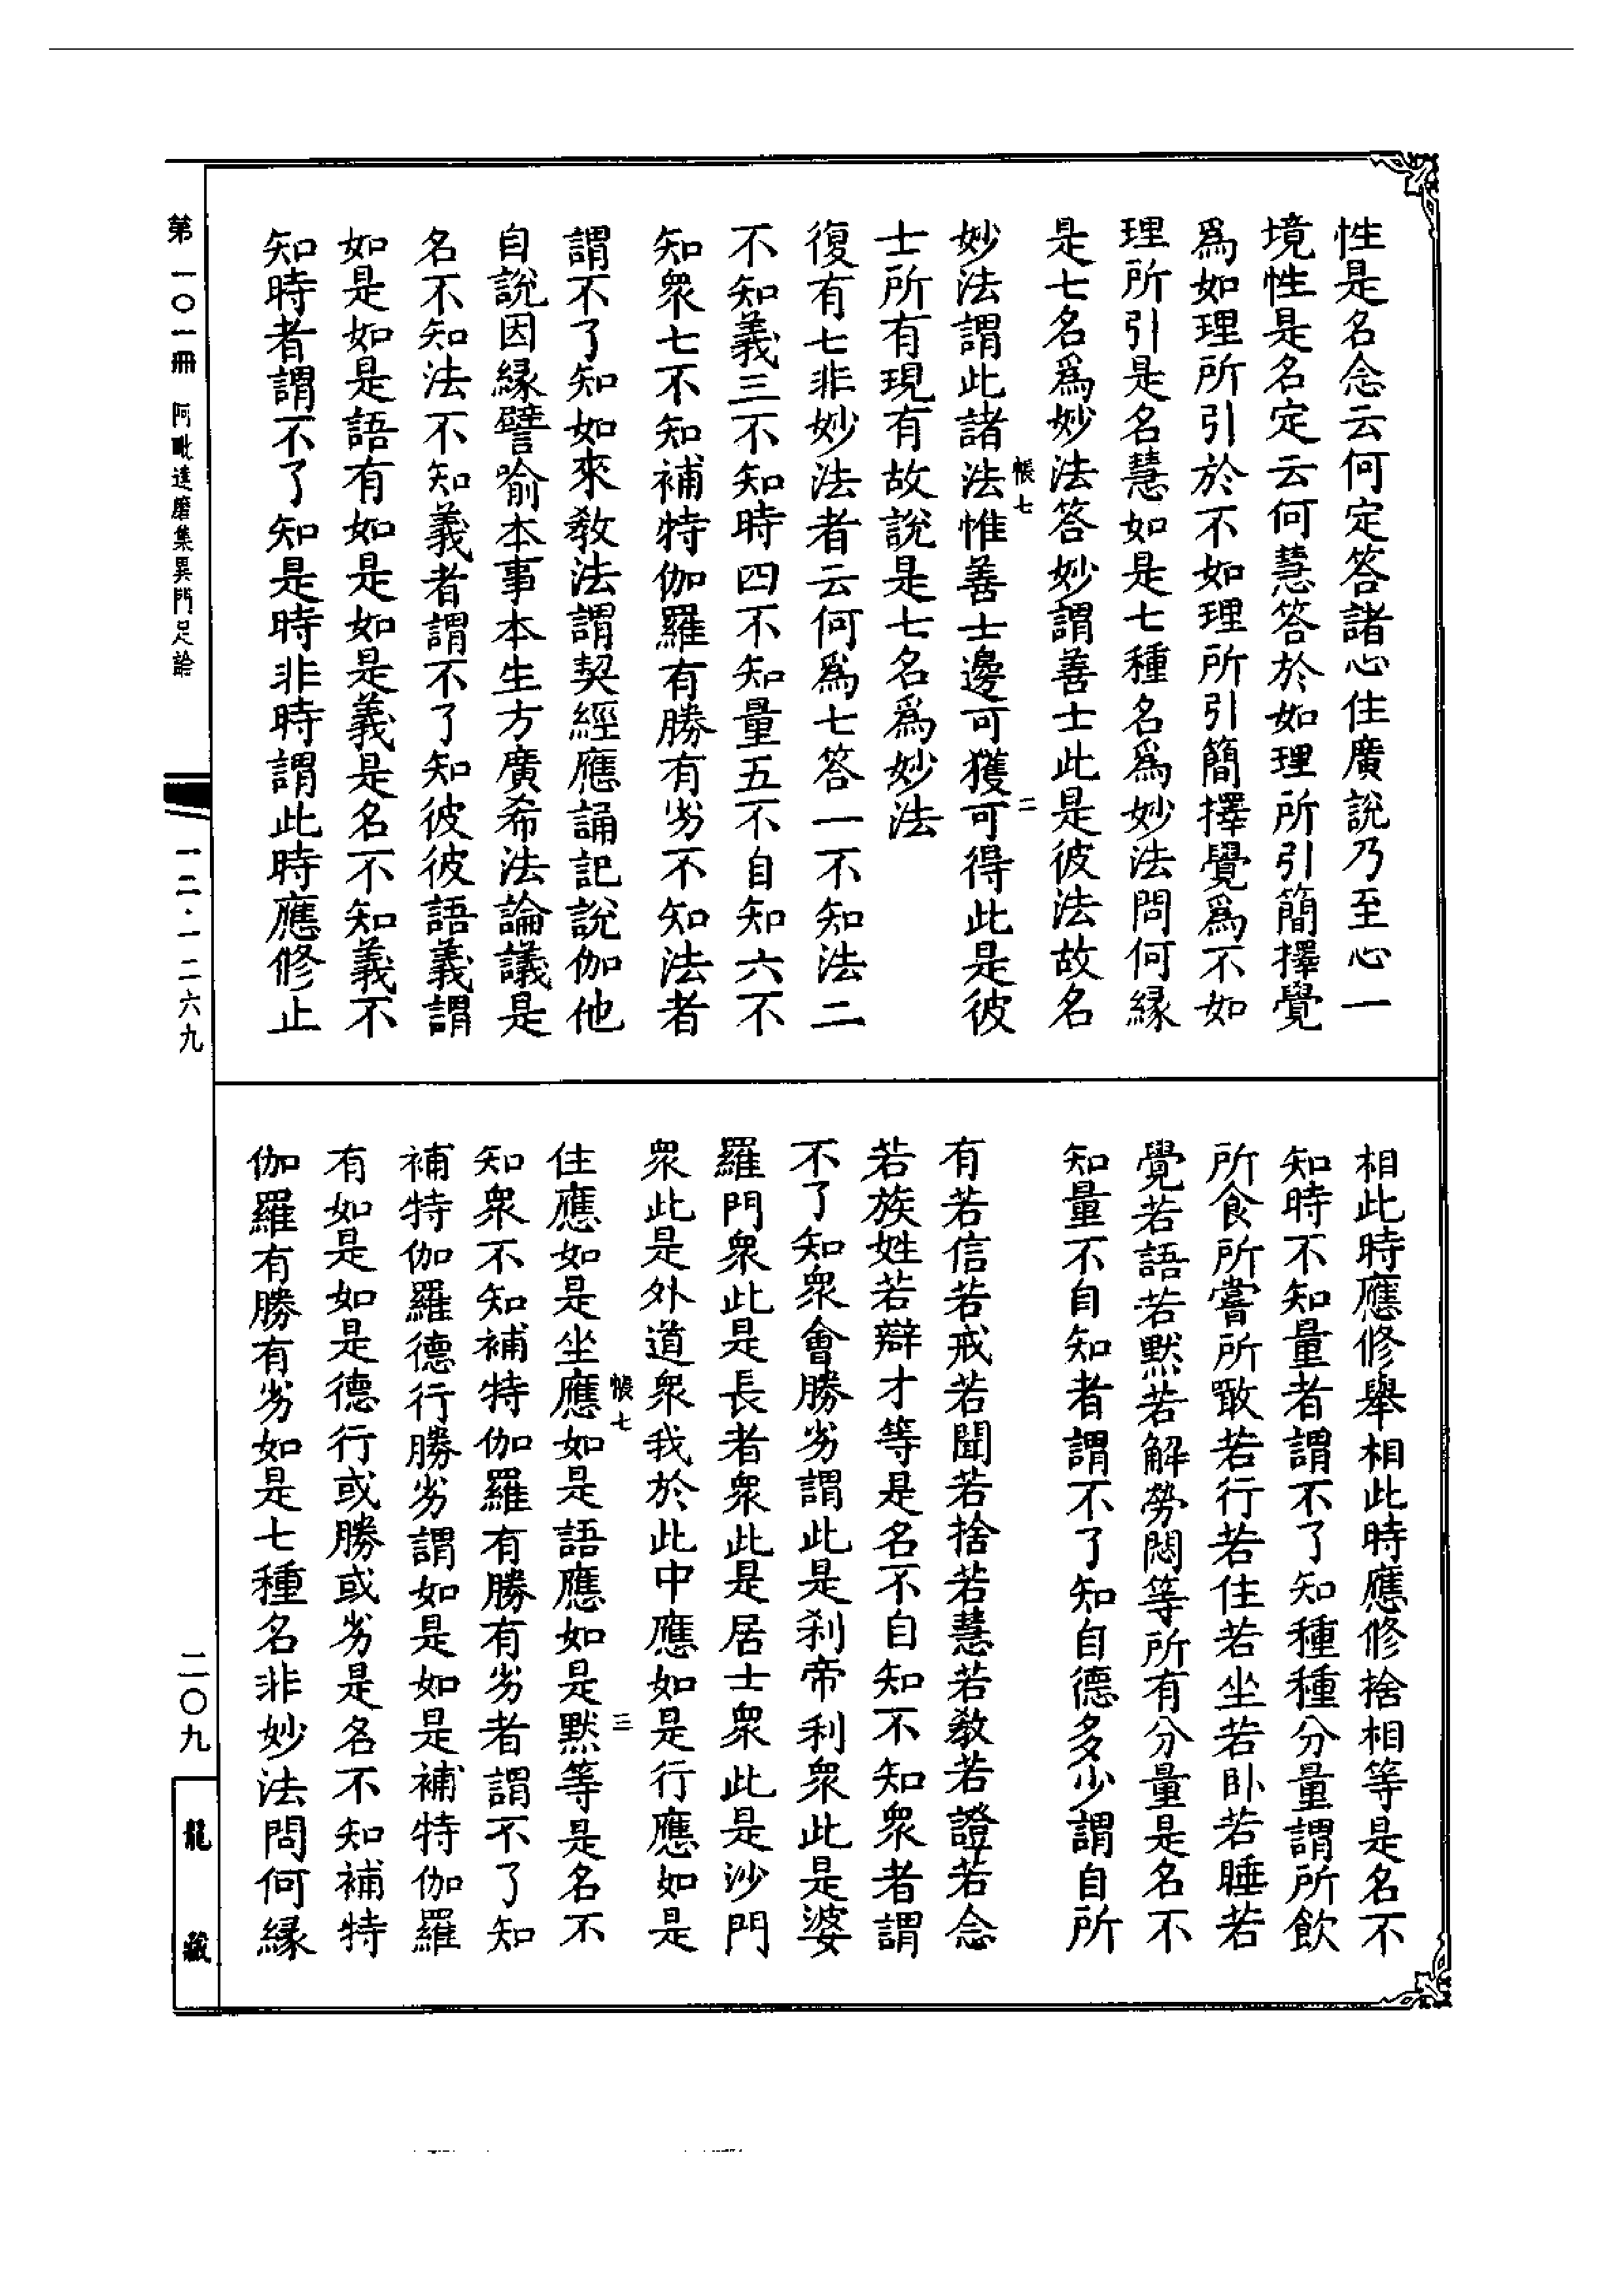 性是名念云何定答諸心住廣說乃至心一
境性是名定云何慧答於如理所引簡擇覺
爲如理所引於不如理所引簡擇覺爲不如
理所引是名慧如是七種名爲妙法問何緣
是七名爲妙法答妙謂善士此是彼法故名
帳七
二
妙法謂此諸法惟善士邊可獲可得此是彼
士所有現有故說是七名爲妙法
復有七非妙法者云何爲七答一不知法二
不知義三不知時四不知量五不自知六不
知衆七不知補特伽羅有勝有劣不知法者
謂不了知如來敎法謂契經應誦記說伽他
自說因緣譬喻本事本生方廣希法論議是
名不知法不知義者謂不了知彼彼語義謂
如是如是語有如是如是義是名不知義不
知時者謂不了知是時非時謂此時應修止
相此時應修舉相此時應修捨相等是名不
知時不知量者謂不了知種種分量謂所飲
所食所嘗所噉若行若住若坐若卧若睡若
覺若語若默若解勞悶等所有分量是名不
知量不自知者謂不了知自德多少謂自所
有若信若戒若聞若捨若慧若敎若證若念
若族姓若辯才等是名不自知不知衆者謂
不了知衆會勝劣謂此是刹帝利衆此是婆
羅門衆此是長者衆此是居士衆此是沙門
衆此是外道衆我於此中應如是行應如是
帳七
三
住應如是坐應如是語應如是默等是名不
知衆不知補特伽羅有勝有劣者謂不了知
補特伽羅德行勝劣謂如是如是補特伽羅
有如是如是德行或勝或劣是名不知補特
伽羅有勝有劣如是七種名非妙法問何緣
第一〇一冊 阿毗達磨集異門足論
一二·一二六九
二〇九
龍藏